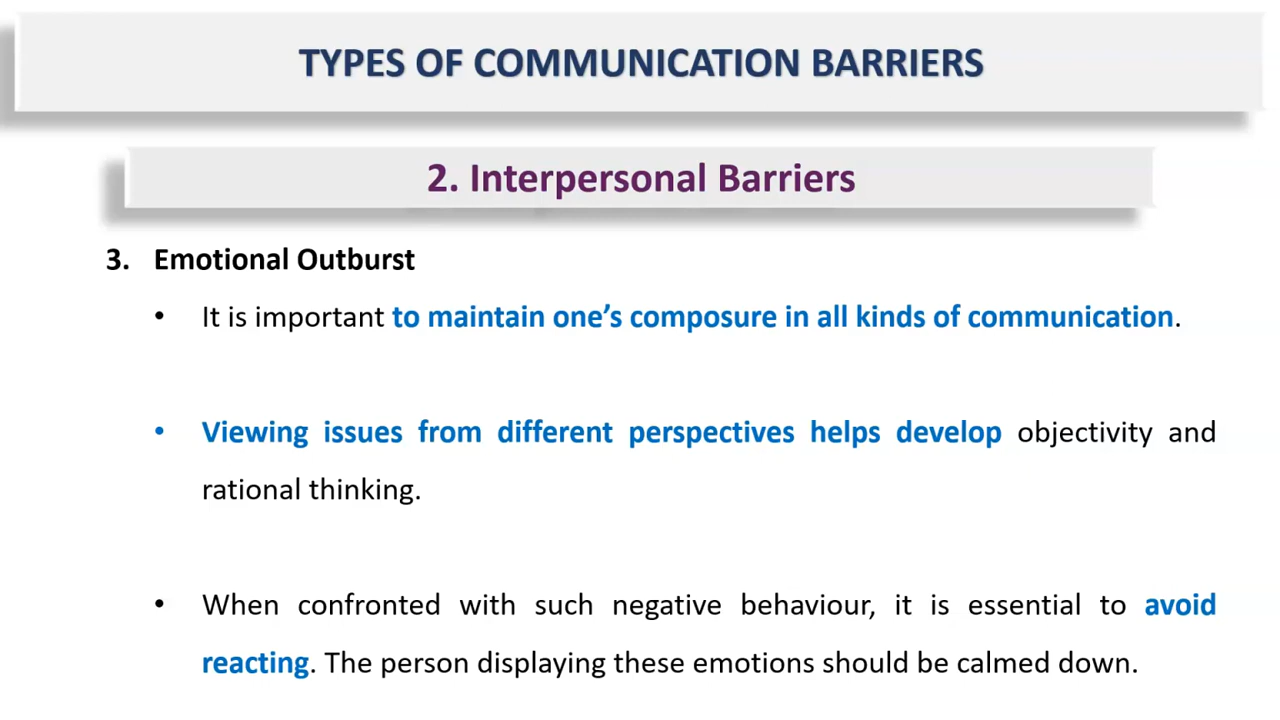 TYPES OF COMMUNICATION BARRIERS
2. Interpersonal Barriers
3. Emotional Outburst
• It is important to maintain one’s composure in all kinds of communication.
• Viewing issues from different perspectives helps develop objectivity and
rational thinking.
• When confronted with such negative behaviour, it is essential to avoid
reacting. The person displaying these emotions should be calmed down.